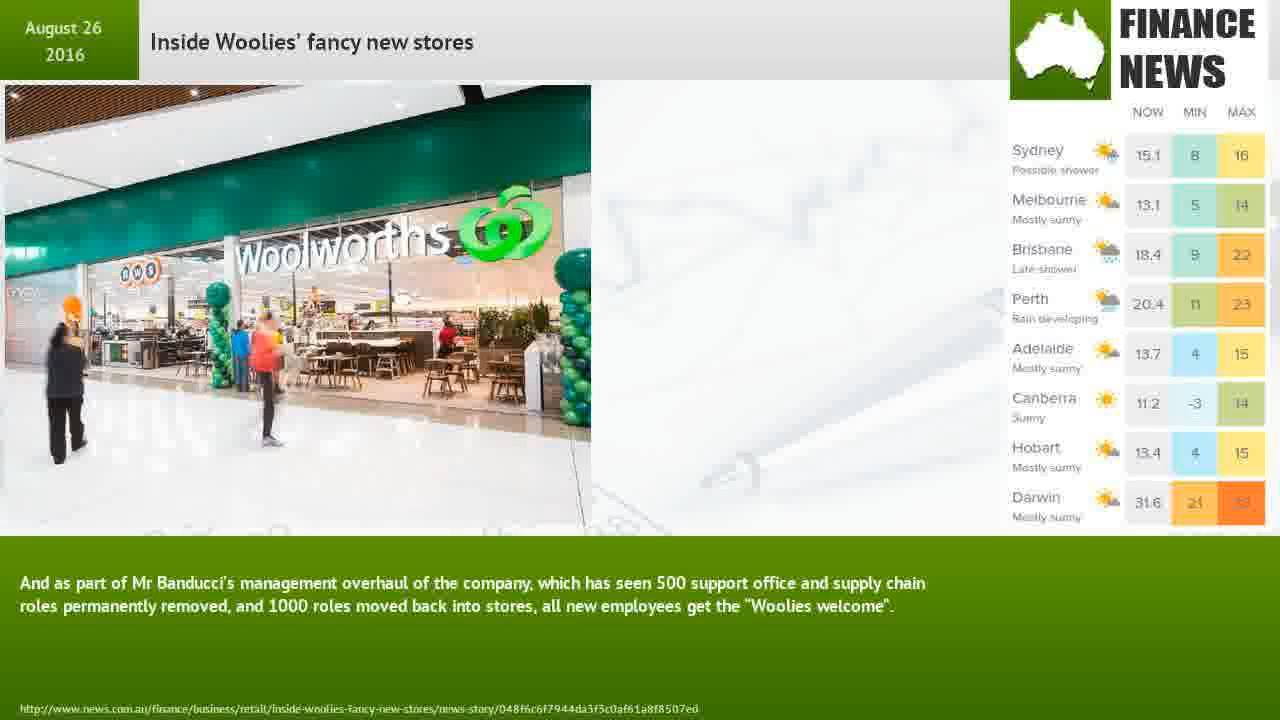 August 26
2016
Inside Woolies' fancy new stores
FINANCE
NEWS
NOW MIN MAX
Sydney 15.1 8 16
Possible shower
Melbourne 13.1 5 14
Mostly sunny
Brisbane 18.4 9 22
Late shower
Perth 20.4 11 23
Rain developing
Adelaide 13.7 4 15
Mostly sunny
Canberra 11.2 -3 14
Sunny
Hobart 13.4 4 15
Mostly sunny
Darwin 31.6 21
Mostly sunny
Woolworths
nws
And as part of Mr Banducci's management overhaul of the company, which has seen 500 support office and supply chain
roles permanently removed, and 1000 roles moved back into stores, all new employees get the "Woolies welcome".
http://www.news.com.au/finance/business/retail/inside-woolies-fancy-new-stores/news-story/048f6c6f7944da3f3c0af61a8f8507ed